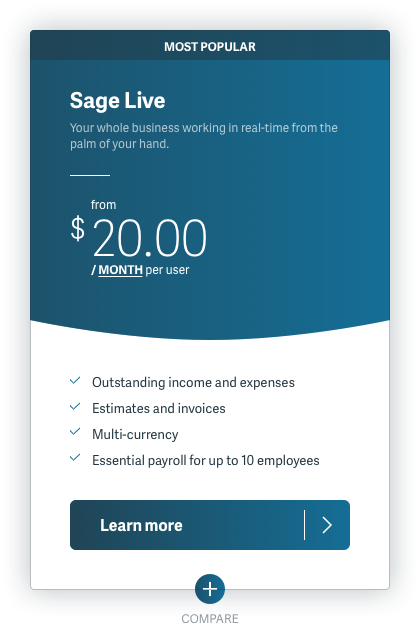 MOST POPULAR
Sage Live
Your whole business working in real-time from the
palm of your hand.
from
$ 20.00
/ MONTH per user
Outstanding income and expenses
Estimates and invoices
Multi-currency
Essential payroll for up to 10 employees
Learn more
COMPARE